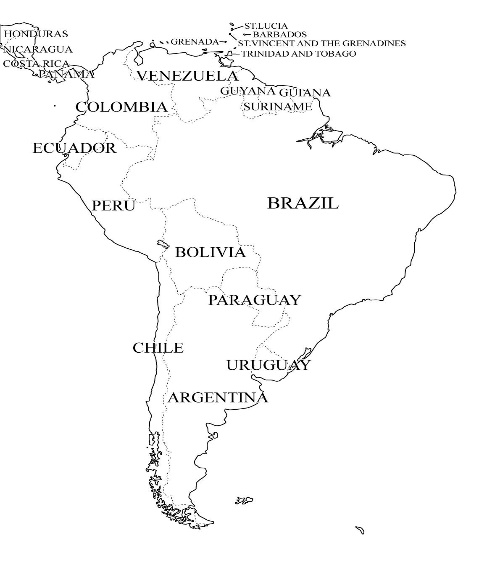 ST.LUCIA
HONDURAS
BARBADOS
GRENADA
ST.VINCENT AND THE GRENADINES
NICARAGUA
TRINIDAD AND TOBAGO
COSTA RICA
PANAMA
VENEZUELA
GUYANA
GUIANA
COLOMBIA
SURINAME
ECUADOR
PERU
BRAZIL
BOLIVIA
PARAGUAY
CHILE
URUGUAY
ARGENTINA